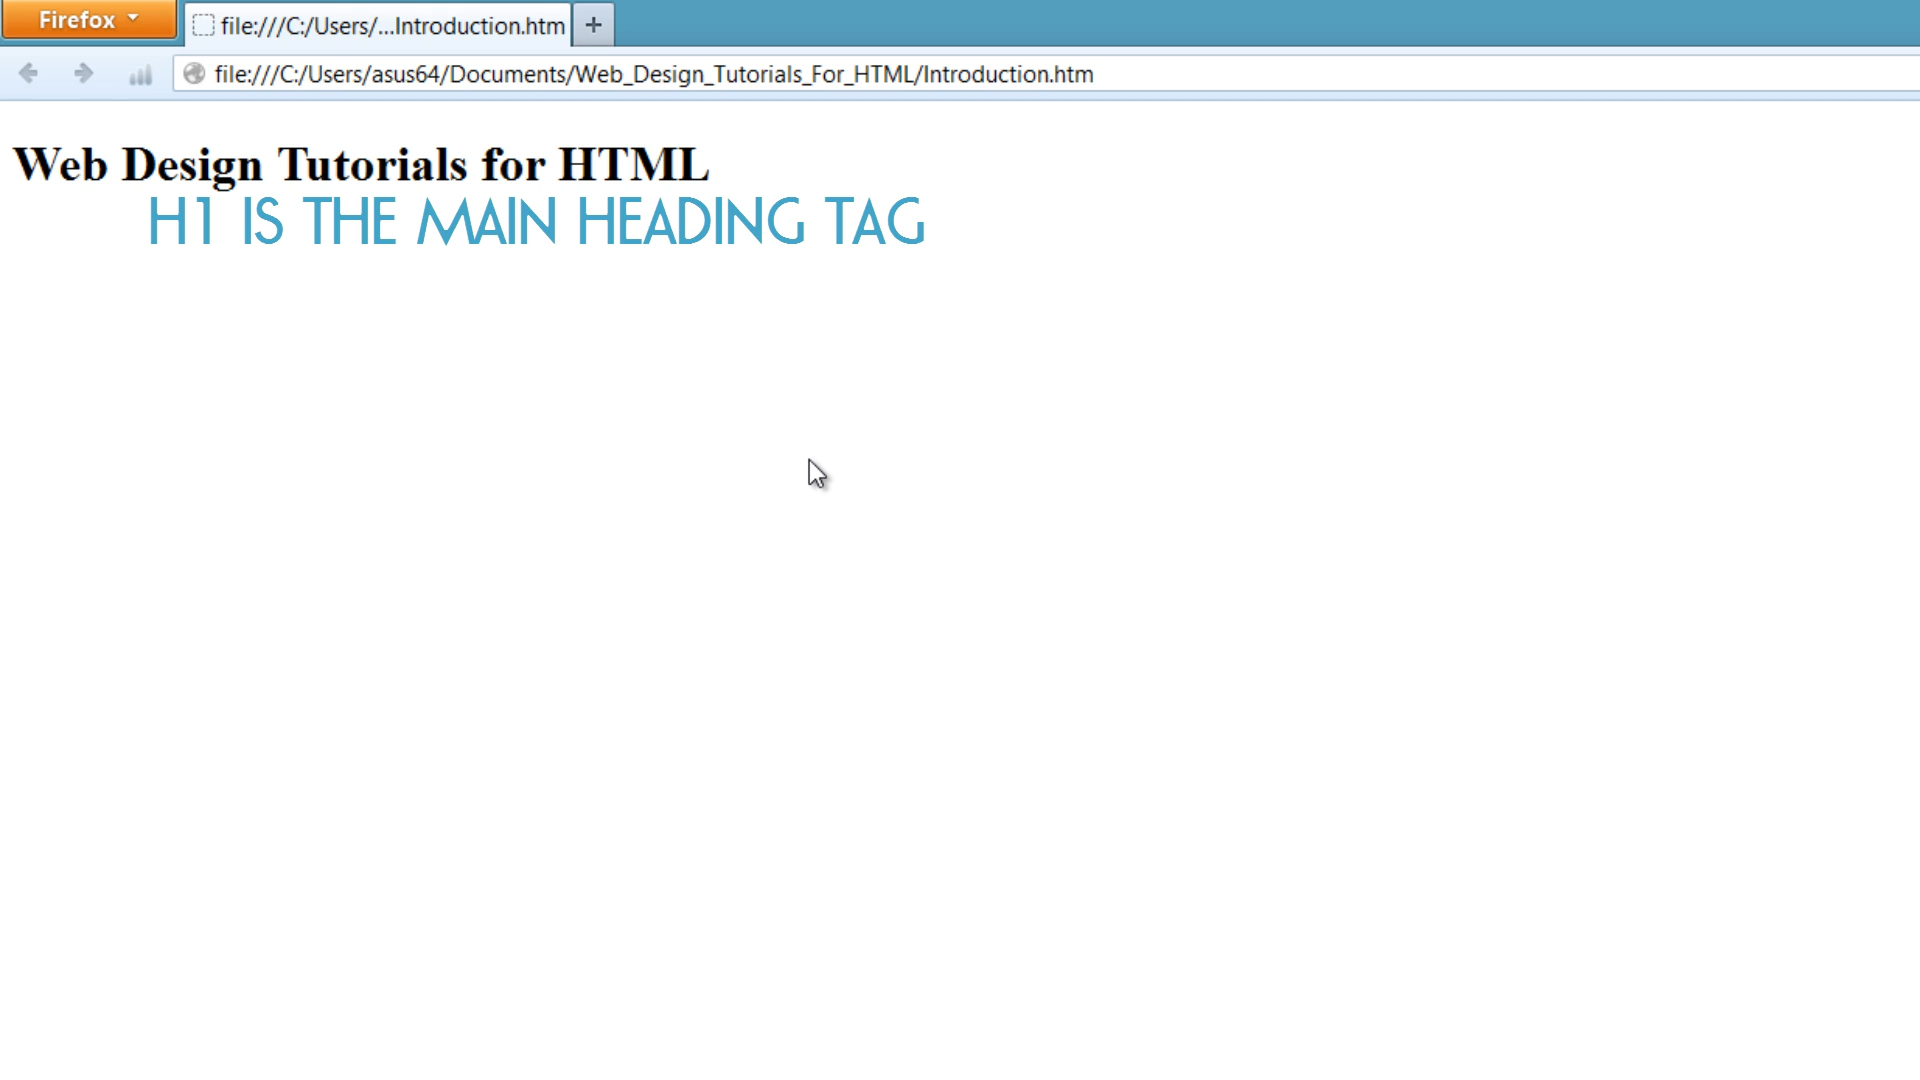 Firefox
file:///C:/Users/...Introduction.htm
file:///C:/Users/asus64/Documents/Web_Design_Tutorials_For_HTML/Introduction.htm
Web Design Tutorials for HTML
H1 IS THE MAIN HEADING TAG